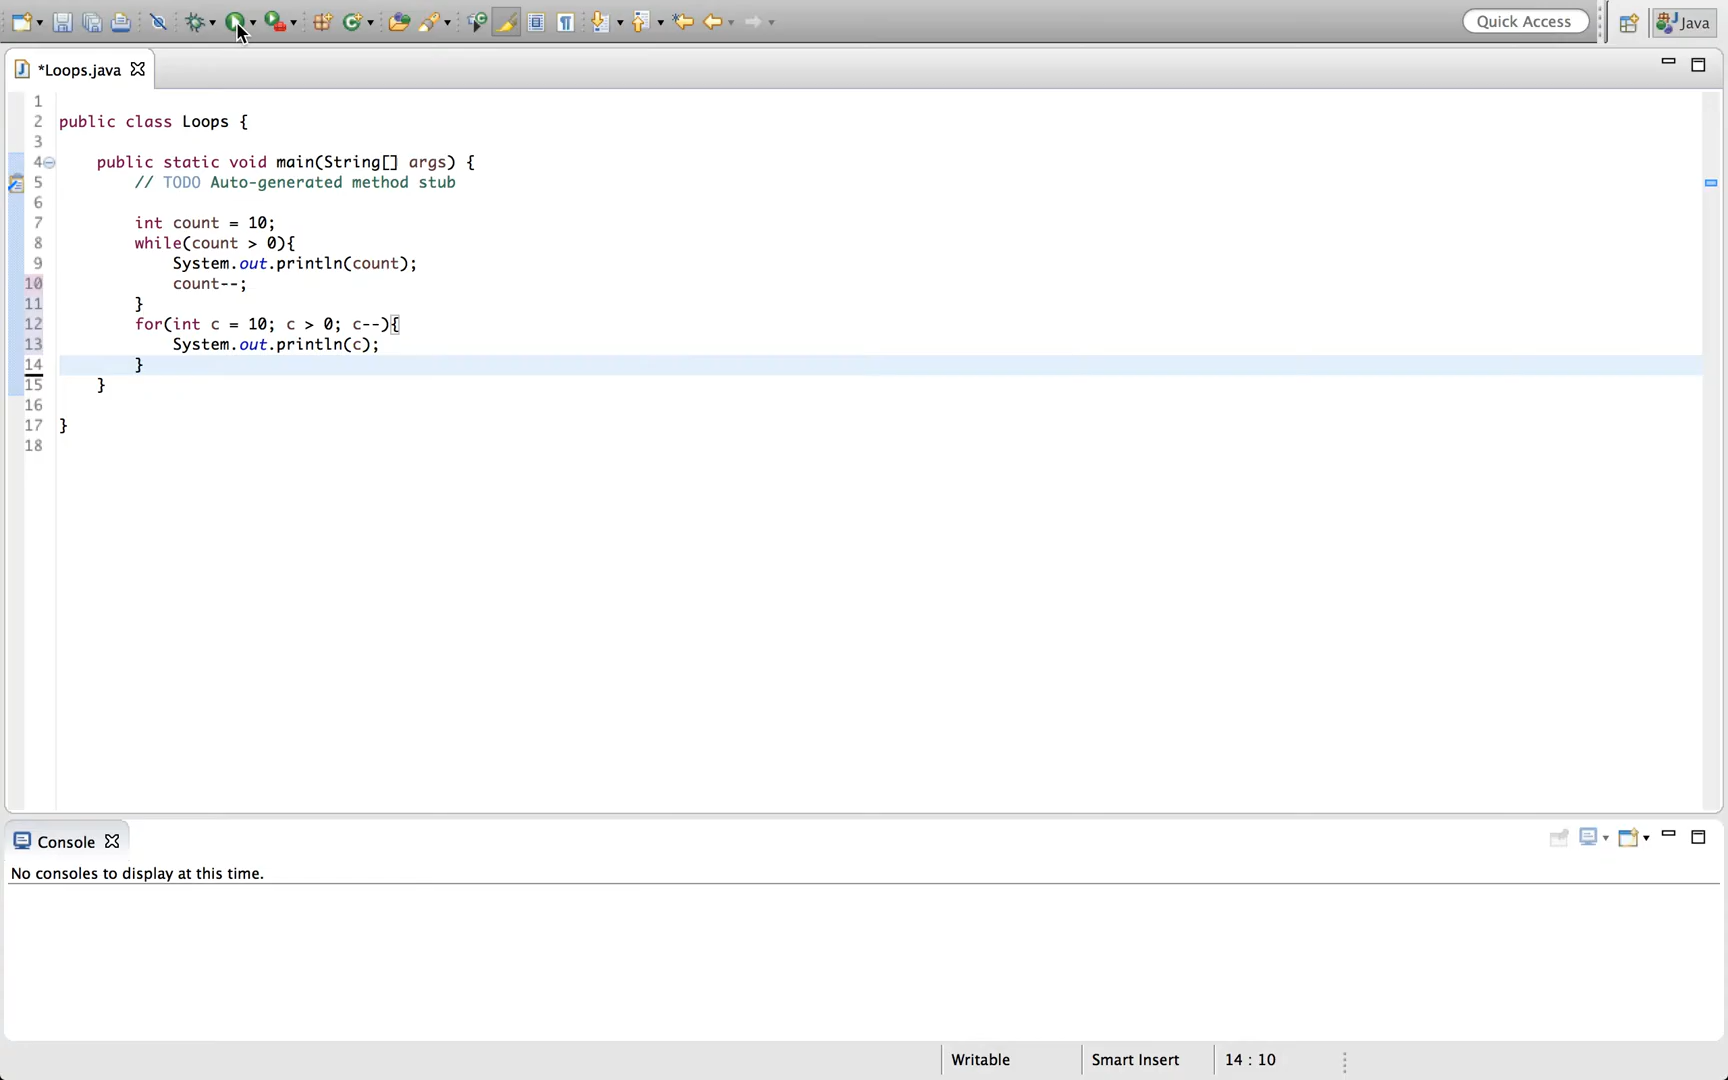 Quick Access
Java
*Loops.java
1
2 public class Loops {
3
4 public static void main(String[] args) {
5 // TODO Auto-generated method stub
6
7 int count = 10;
8 while(count > 0){
9 System.out.println(count);
10 count--;
11 }
12 for(int c = 10; c > 0; c--){
13 System.out.println(c);
14 }
15 }
16
17 }
18
Console
No consoles to display at this time.
Writable
Smart Insert
14 : 10